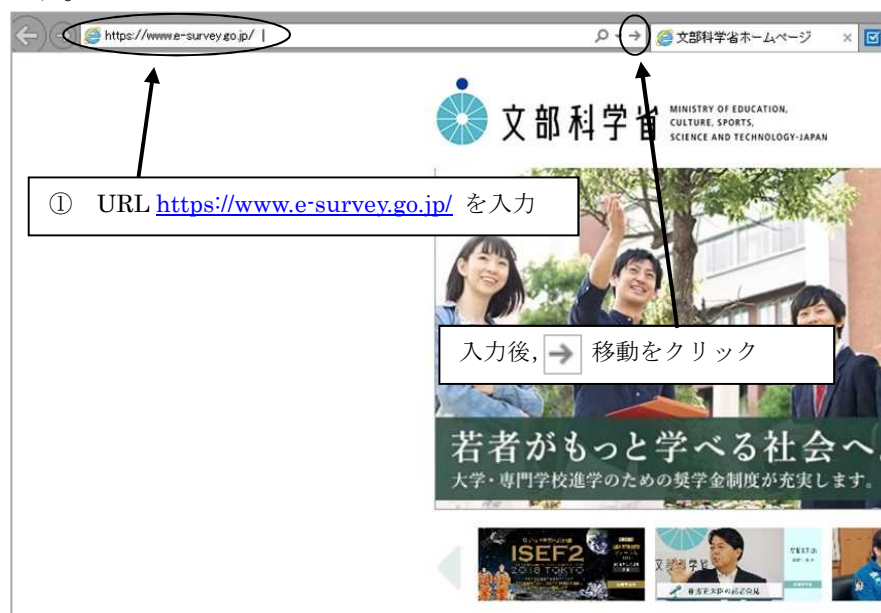 https://www.e-survey.go.jp/
文部科学省ホームページ
文部科学省
MINISTRY OF EDUCATION,
CULTURE, SPORTS,
SCIENCE AND TECHNOLOGY-JAPAN
① URL https://www.e-survey.go.jp/ を入力
入力後, → 移動をクリック
若者がもっと学べる社会へ
大学・専門学校進学のための奨学金制度が充実します。
ISEF2
2018 TOKYO